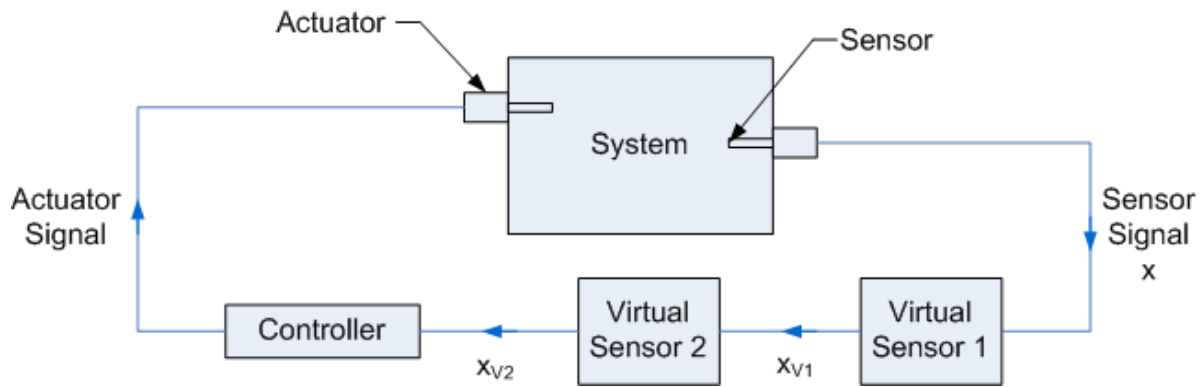 Actuator
Sensor
System
Actuator
Signal
Sensor
Signal
x
Controller
Virtual
Sensor 2
Virtual
Sensor 1
xV2
xV1